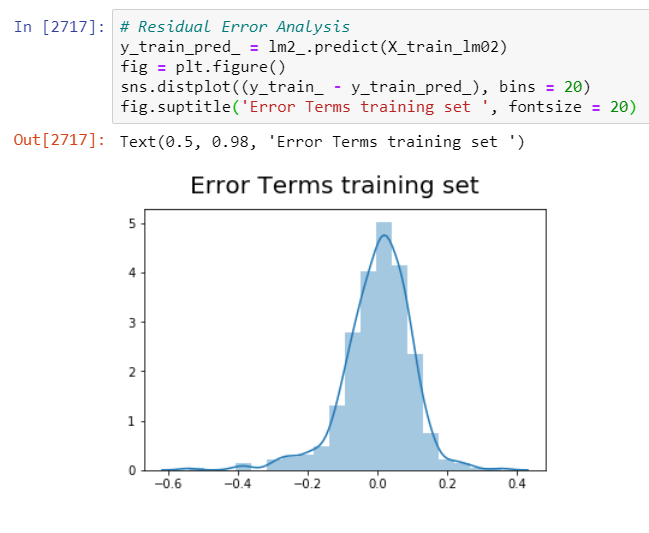 In [2717]: # Residual Error Analysis
y_train_pred_ = lm2_.predict(X_train_lm02)
fig = plt.figure()
sns.distplot((y_train_ - y_train_pred_), bins = 20)
fig.suptitle('Error Terms training set ', fontsize = 20)
Out[2717]: Text(0.5, 0.98, 'Error Terms training set ')
Error Terms training set
5
4
3
2
1
0
−0.6 −0.4 −0.2 0.0 0.2 0.4